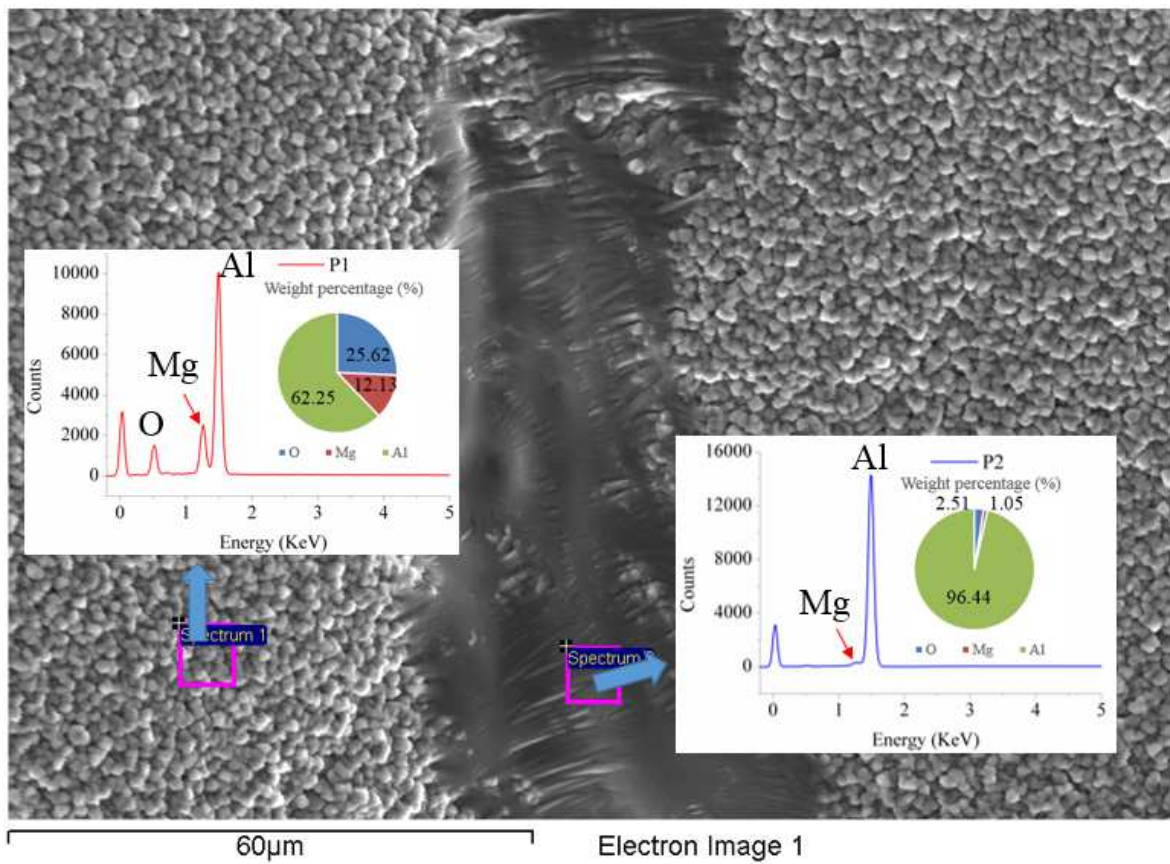 Al
P1
Weight percentage (%)
10000
8000
6000
4000
2000
0
Counts
Mg
O
25.62
12.13
62.25
O Mg Al
0 1 2 3 4 5
Energy (KeV)
Al
P2
Weight percentage (%)
2.51 1.05
16000
12000
8000
4000
0
Counts
Mg
96.44
O Mg Al
0 1 2 3 4 5
Energy (KeV)
Spectrum 1
Spectrum
60µm
Electron Image 1